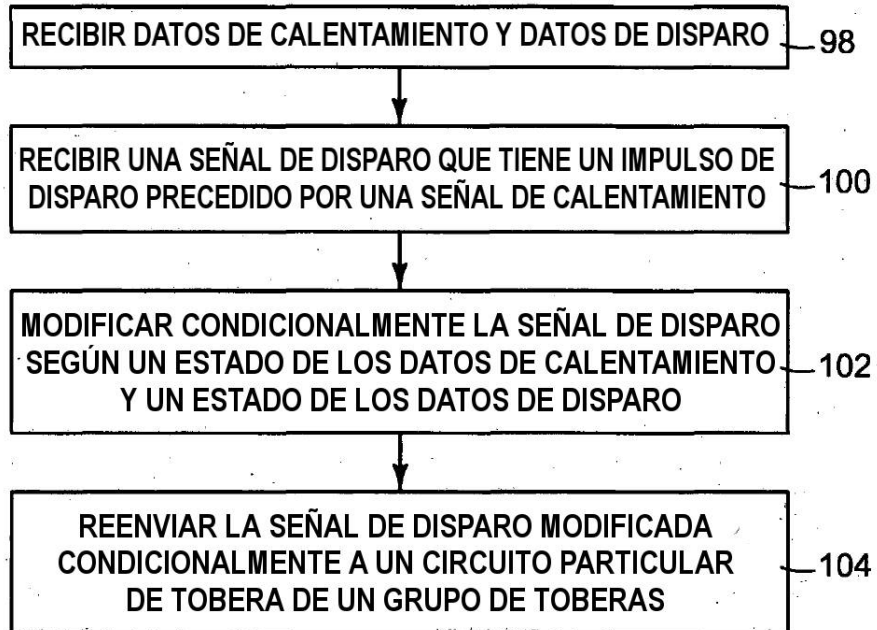 RECIBIR DATOS DE CALENTAMIENTO Y DATOS DE DISPARO
98
RECIBIR UNA SEÑAL DE DISPARO QUE TIENE UN IMPULSO DE
DISPARO PRECEDIDO POR UNA SEÑAL DE CALENTAMIENTO
100
MODIFICAR CONDICIONALMENTE LA SEÑAL DE DISPARO
SEGÚN UN ESTADO DE LOS DATOS DE CALENTAMIENTO
Y UN ESTADO DE LOS DATOS DE DISPARO
102
REENVIAR LA SEÑAL DE DISPARO MODIFICADA
CONDICIONALMENTE A UN CIRCUITO PARTICULAR
DE TOBERA DE UN GRUPO DE TOBERAS
104